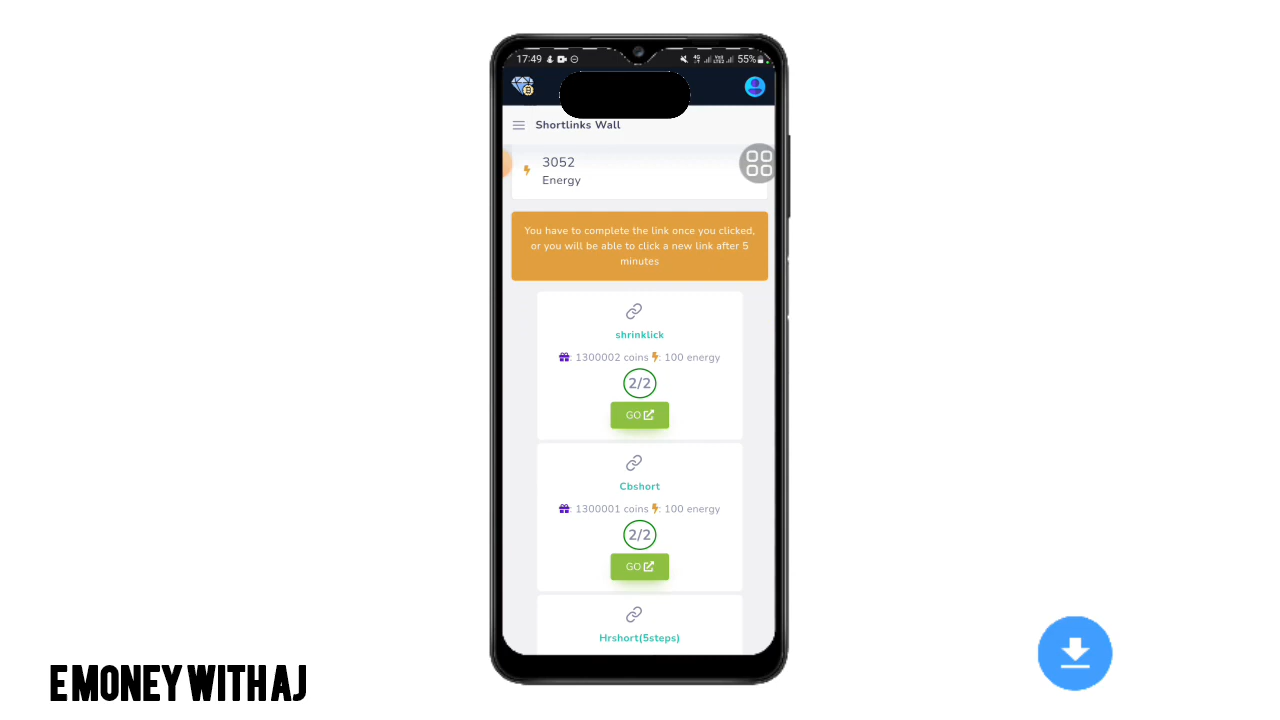 17:49
55%
Shortlinks Wall
3052
Energy
You have to complete the link once you clicked,
or you will be able to click a new link after 5
minutes
shrinklick
: 1300002 coins : 100 energy
2/2
GO
Cbshort
: 1300001 coins : 100 energy
2/2
GO
Hrshort(5steps)
E MONEY WITH AJ